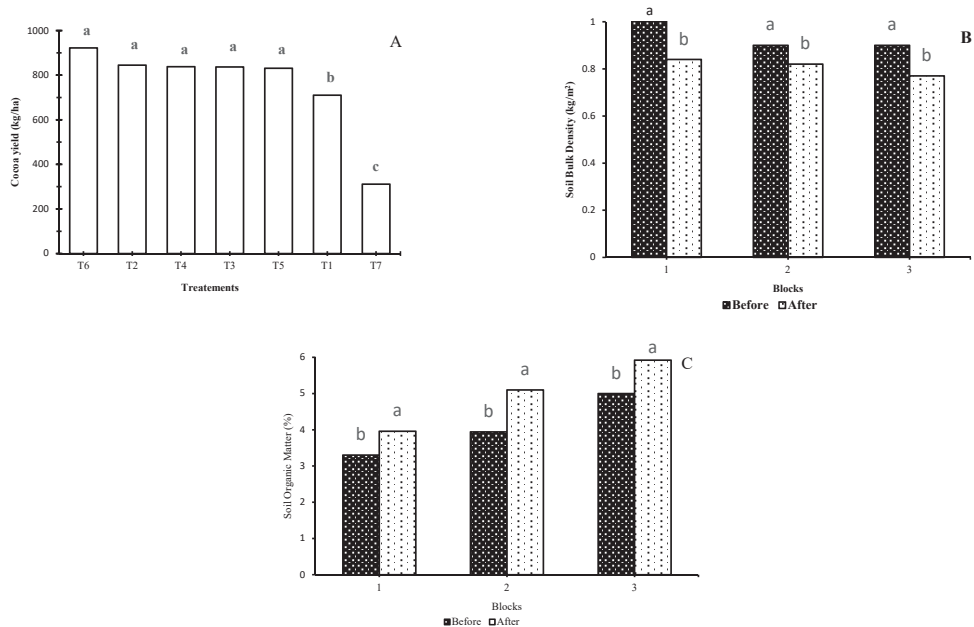 A
a a a a a b c
Cocoa yield (kg/ha)
1000
800
600
400
200
0
T6 T2 T4 T3 T5 T1 T7
Treatements
B
a b a b a b
Soil Bulk Density (kg/m²)
1
0.8
0.6
0.4
0.2
0
1 2 3
Blocks
Before After
C
b a b a b a
Soil Organic Matter (%)
6
5
4
3
2
1
0
1 2 3
Blocks
Before After